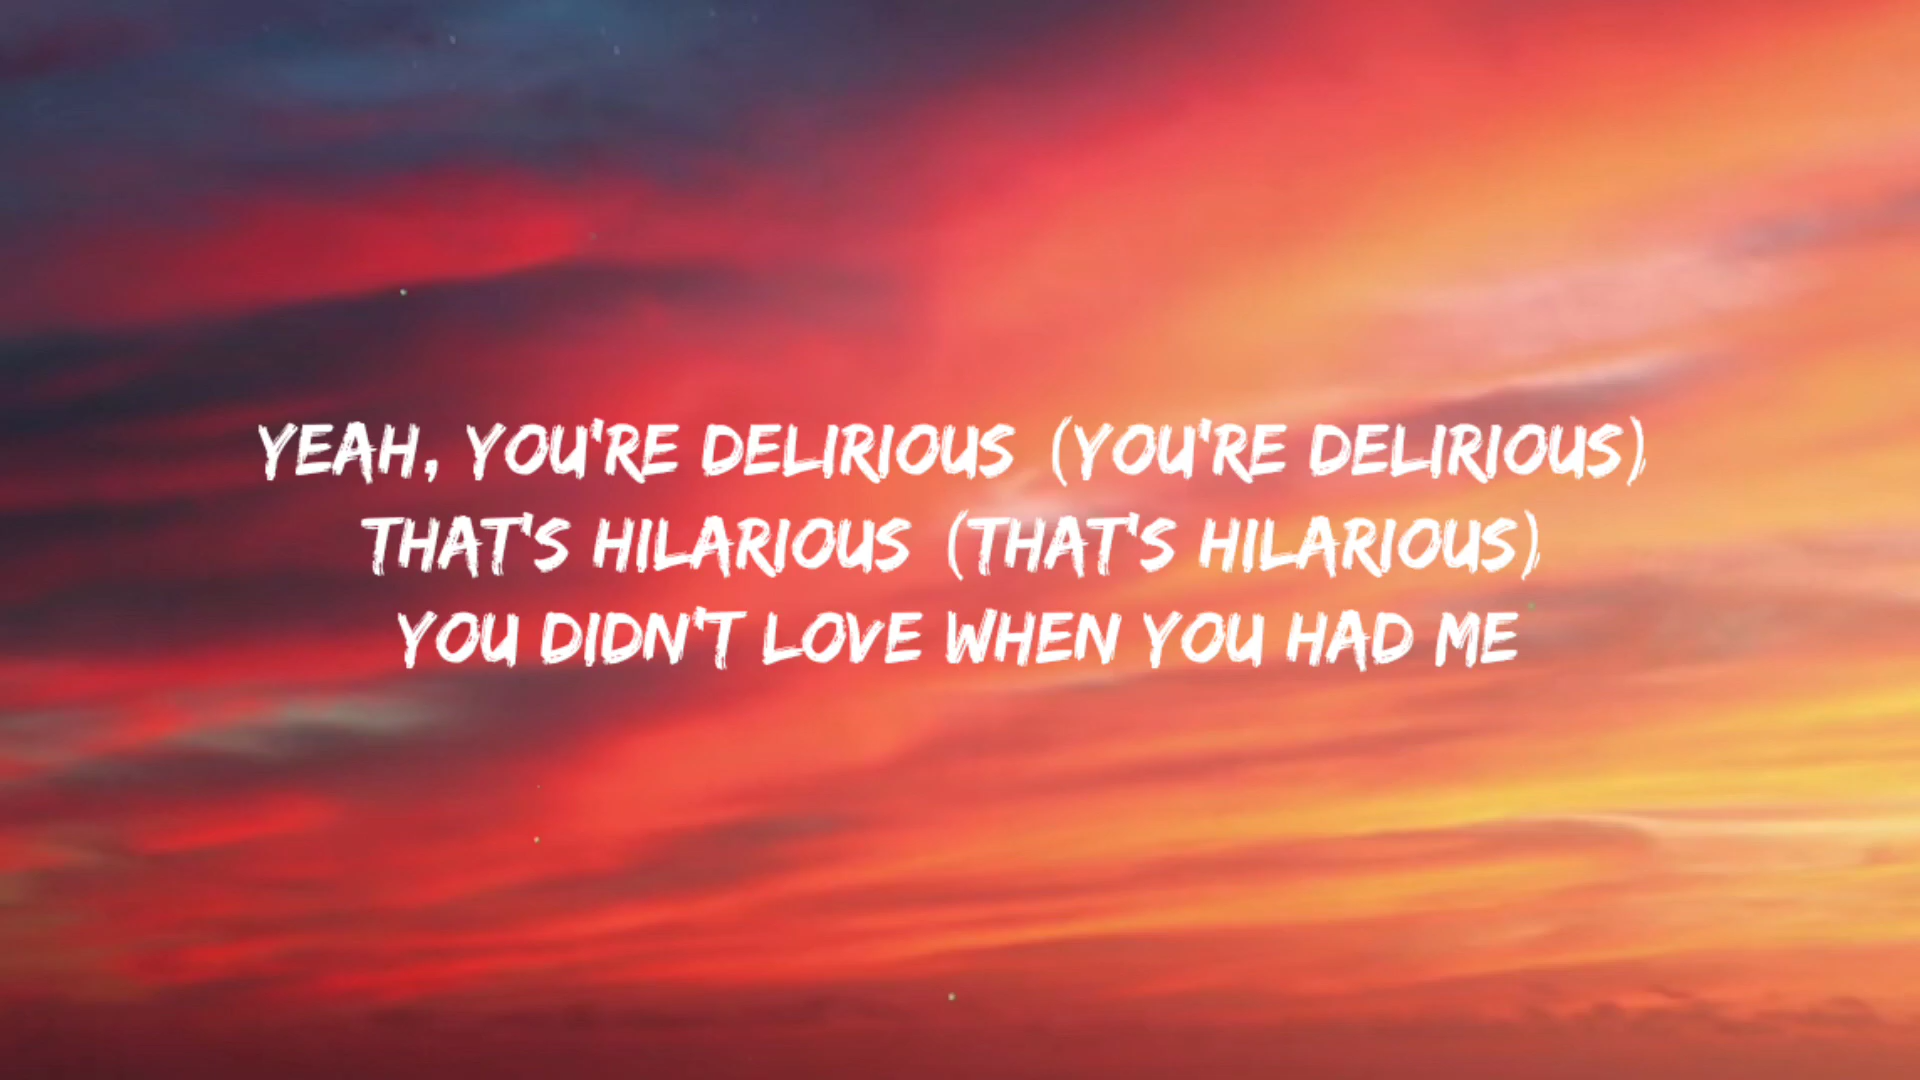 YEAH, YOU'RE DELIRIOUS (YOU'RE DELIRIOUS)
THAT'S HILARIOUS (THAT'S HILARIOUS)
YOU DIDN'T LOVE WHEN YOU HAD ME